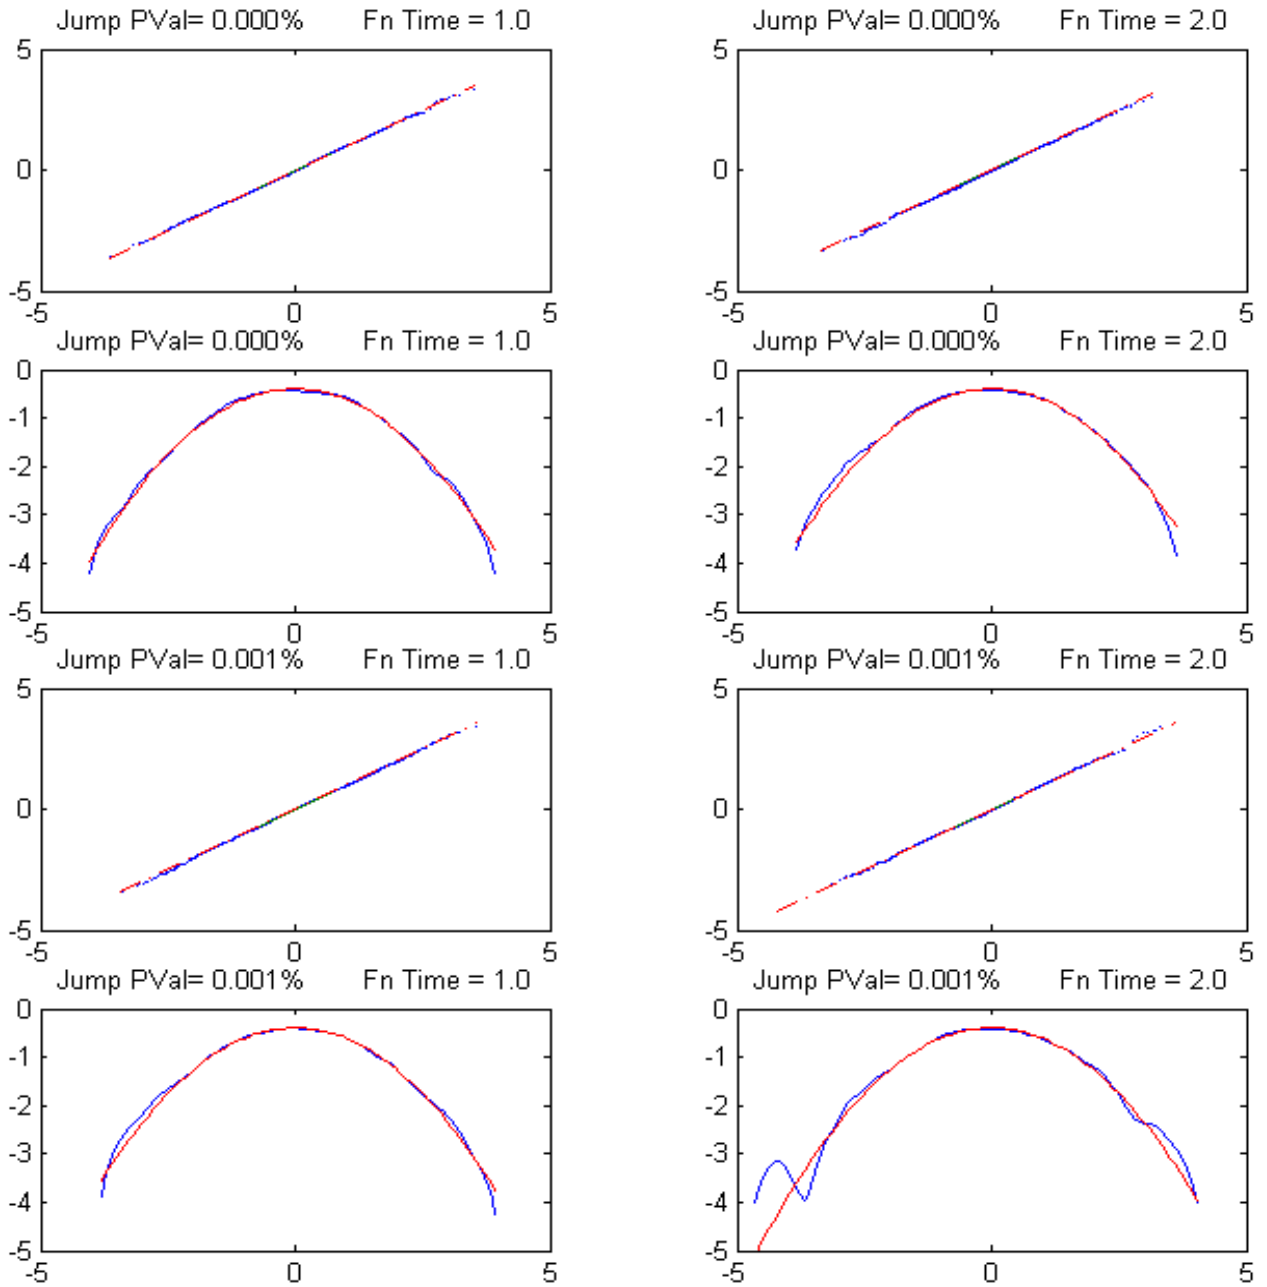 Jump PVal= 0.000% Fn Time = 1.0 Jump PVal= 0.000% Fn Time = 2.0
5 5
0 0
-5 -5
-5 0 5 -5 0 5
Jump PVal= 0.000% Fn Time = 1.0 Jump PVal= 0.000% Fn Time = 2.0
0 0
-1 -1
-2 -2
-3 -3
-4 -4
-5 -5
-5 0 5 -5 0 5
Jump PVal= 0.001% Fn Time = 1.0 Jump PVal= 0.001% Fn Time = 2.0
5 5
0 0
-5 -5
-5 0 5 -5 0 5
Jump PVal= 0.001% Fn Time = 1.0 Jump PVal= 0.001% Fn Time = 2.0
0 0
-1 -1
-2 -2
-3 -3
-4 -4
-5 -5
-5 0 5 -5 0 5